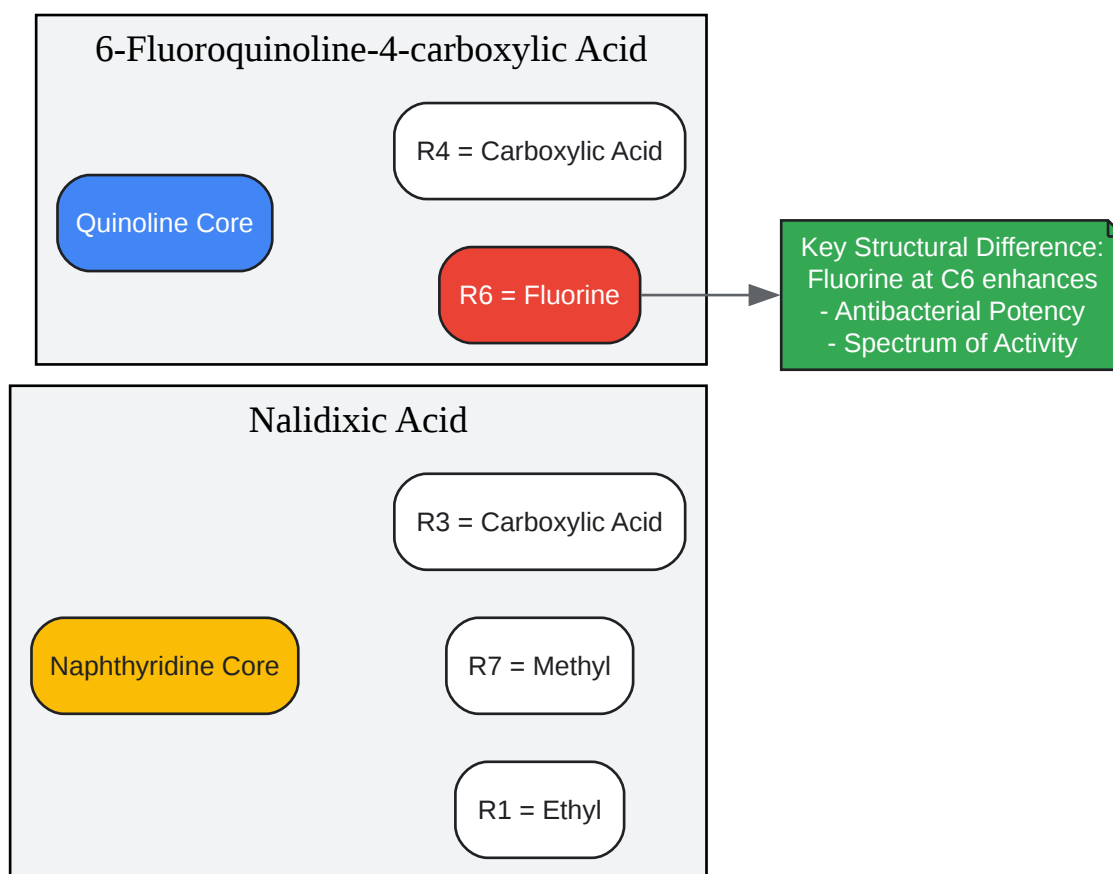 6-Fluoroquinoline-4-carboxylic Acid
R4 = Carboxylic Acid
Quinoline Core
R6 = Fluorine
Key Structural Difference:
Fluorine at C6 enhances
- Antibacterial Potency
- Spectrum of Activity
Nalidixic Acid
R3 = Carboxylic Acid
Naphthyridine Core
R7 = Methyl
R1 = Ethyl